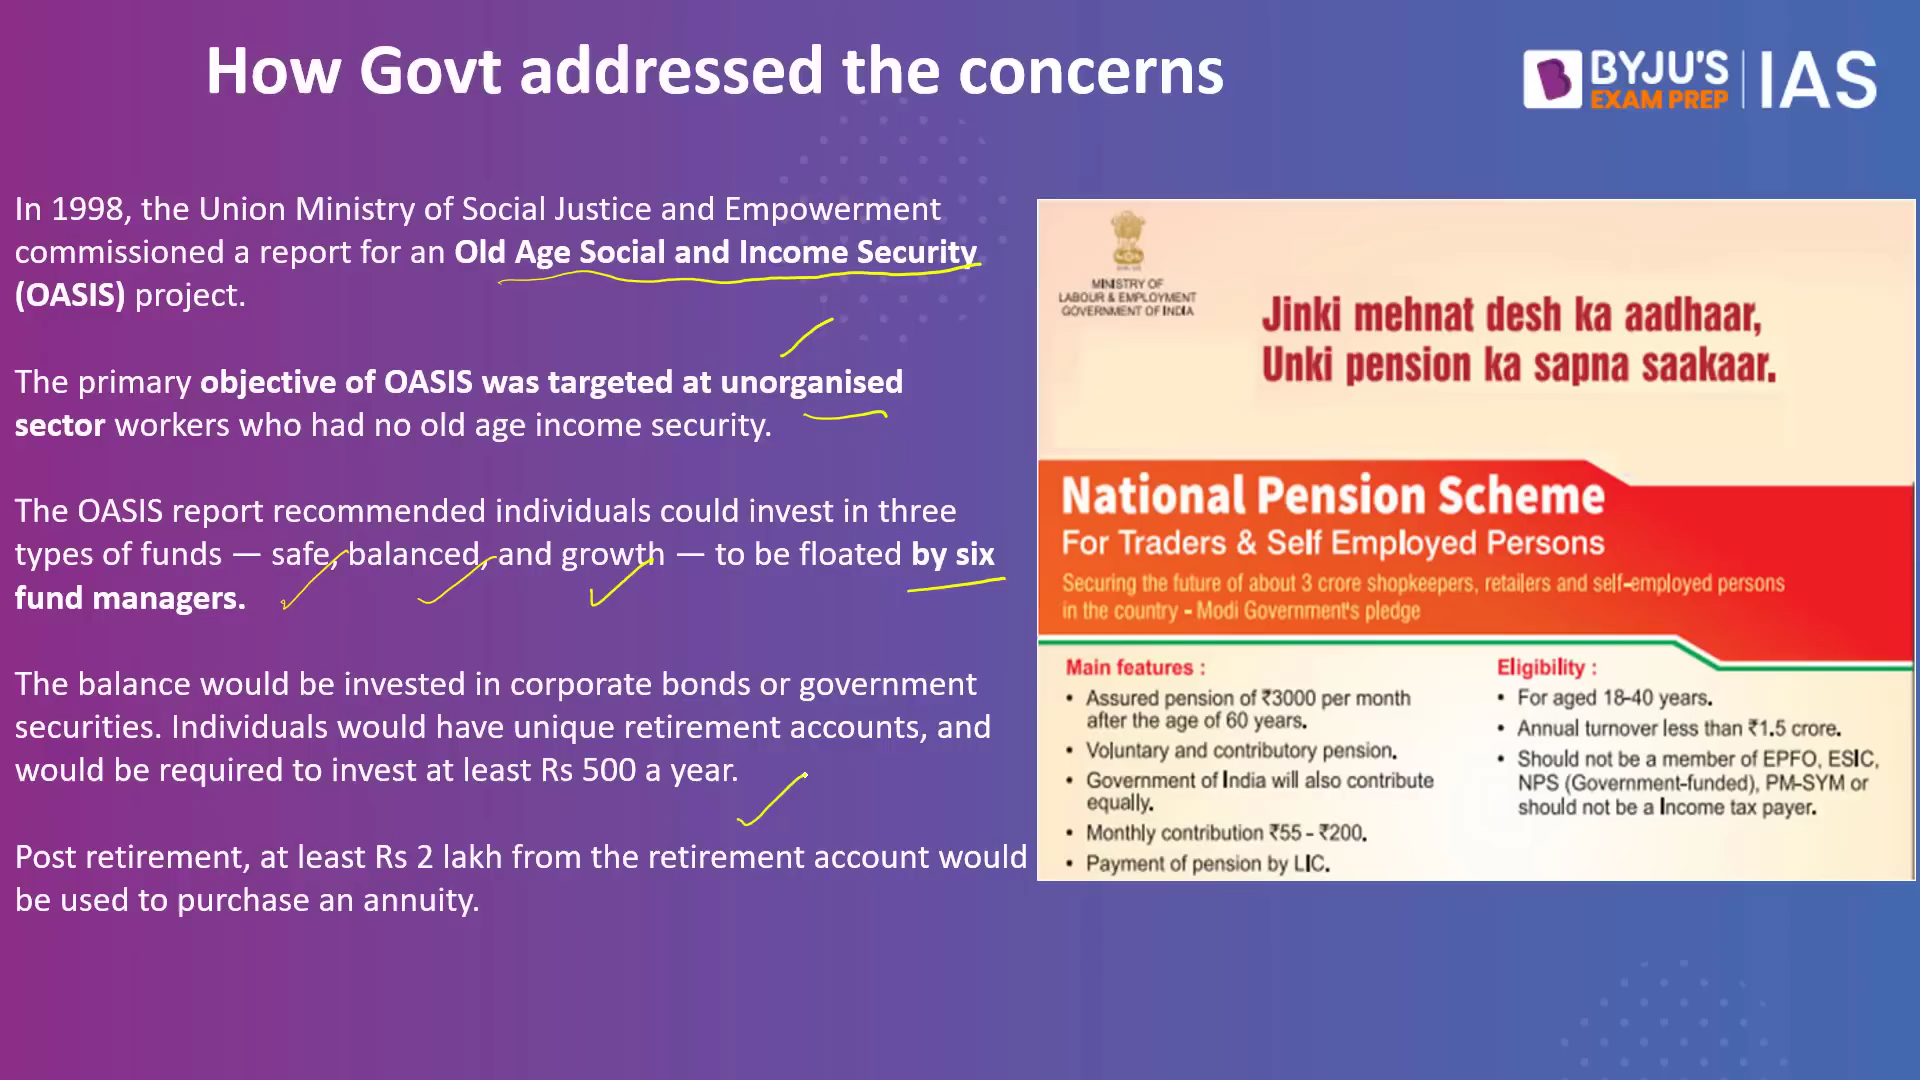 How Govt addressed the concerns
BYJU'S
EXAM PREP
IAS
In 1998, the Union Ministry of Social Justice and Empowerment
commissioned a report for an Old Age Social and Income Security
(OASIS) project.
The primary objective of OASIS was targeted at unorganised
sector workers who had no old age income security.
The OASIS report recommended individuals could invest in three
types of funds — safe, balanced, and growth — to be floated by six
fund managers.
The balance would be invested in corporate bonds or government
securities. Individuals would have unique retirement accounts, and
would be required to invest at least Rs 500 a year.
Post retirement, at least Rs 2 lakh from the retirement account would
be used to purchase an annuity.
MINISTRY OF
LABOUR & EMPLOYMENT
GOVERNMENT OF INDIA
Jinki mehnat desh ka aadhaar,
Unki pension ka sapna saakaar.
National Pension Scheme
For Traders & Self Employed Persons
Securing the future of about 3 crore shopkeepers, retailers and self-employed persons
in the country - Modi Government's pledge
Main features :
• Assured pension of ₹3000 per month
after the age of 60 years.
• Voluntary and contributory pension.
• Government of India will also contribute
equally.
• Monthly contribution ₹55 - ₹200.
• Payment of pension by LIC.
Eligibility :
• For aged 18-40 years.
• Annual turnover less than ₹1.5 crore.
• Should not be a member of EPFO, ESIC,
NPS (Government-funded), PM-SYM or
should not be a Income tax payer.